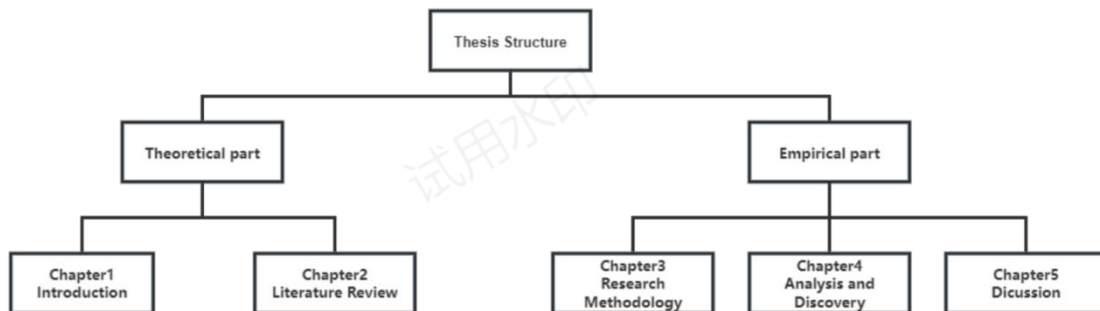 Thesis Structure
试用水印
Theoretical part
Empirical part
Chapter1
Introduction
Chapter2
Literature Review
Chapter3
Research
Methodology
Chapter4
Analysis and
Discovery
Chapter5
Dicussion